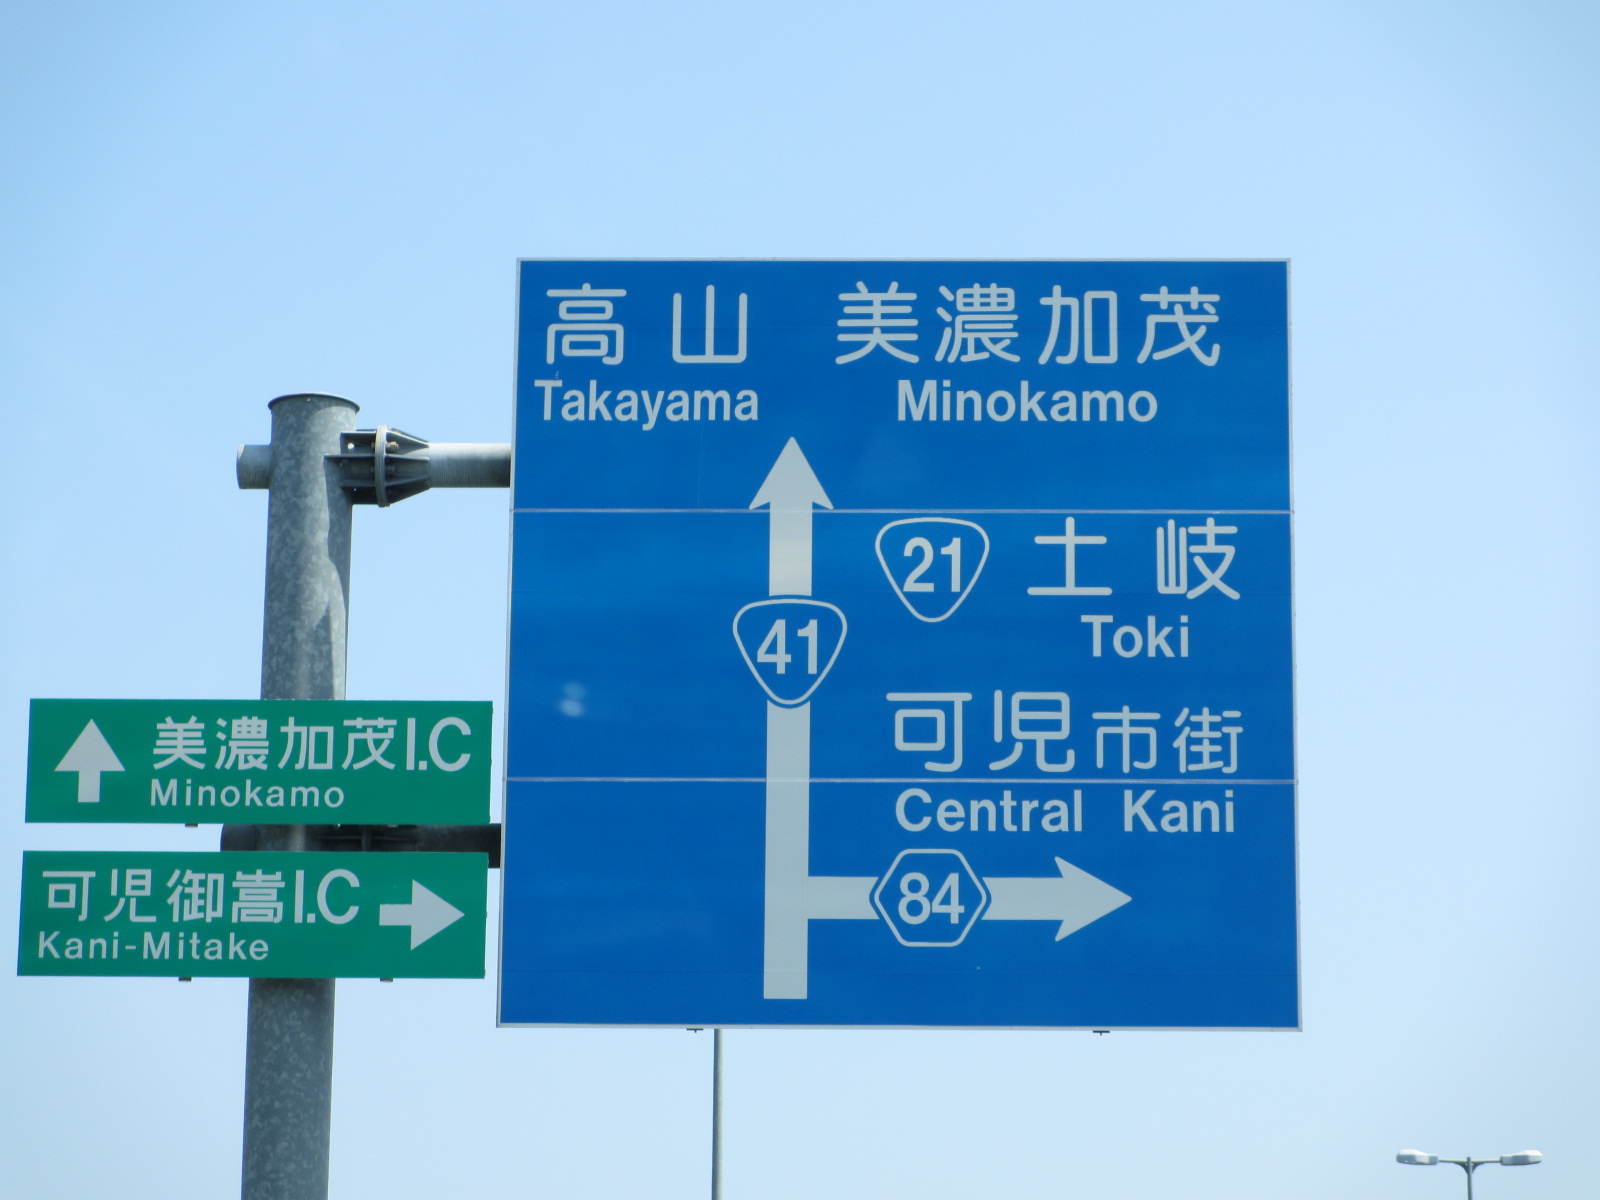 高山 美濃加茂
Takayama Minokamo
21 土岐
Toki
41
可児市街
Central Kani
84
美濃加茂I.C
Minokamo
可児御嵩I.C
Kani-Mitake